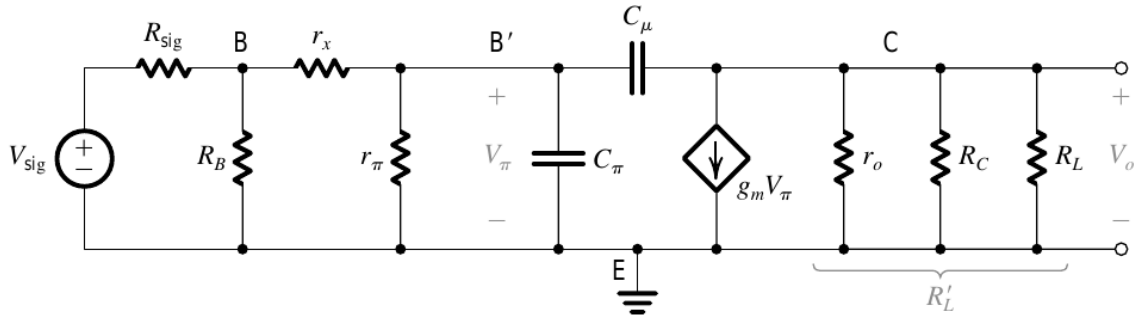 C_μ
R_sig
B
r_x
B′
C
+
+
V_sig
+
−
R_B
r_π
V_π
C_π
g_mV_π
r_o
R_C
R_L
V_o
−
−
E
R′_L